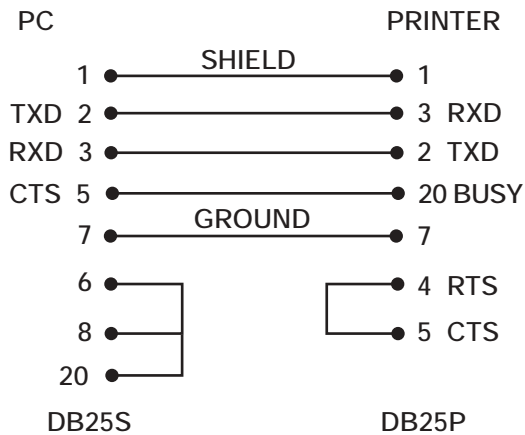 PC PRINTER
1 SHIELD 1
TXD 2 3 RXD
RXD 3 2 TXD
CTS 5 20 BUSY
7 GROUND 7
6 4 RTS
8 5 CTS
20
DB25S DB25P